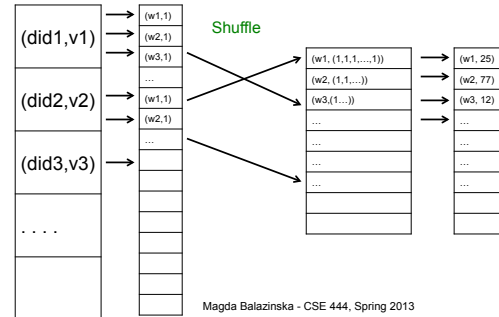 (did1,v1)
(did2,v2)
(did3,v3)
. . . .
(w1,1)
(w2,1)
(w3,1)
…
(w1,1)
(w2,1)
…
Shuffle
(w1, (1,1,1,…,1))
(w2, (1,1,…))
(w3,(1…))
…
…
…
…
(w1, 25)
(w2, 77)
(w3, 12)
…
…
…
…
Magda Balazinska - CSE 444, Spring 2013